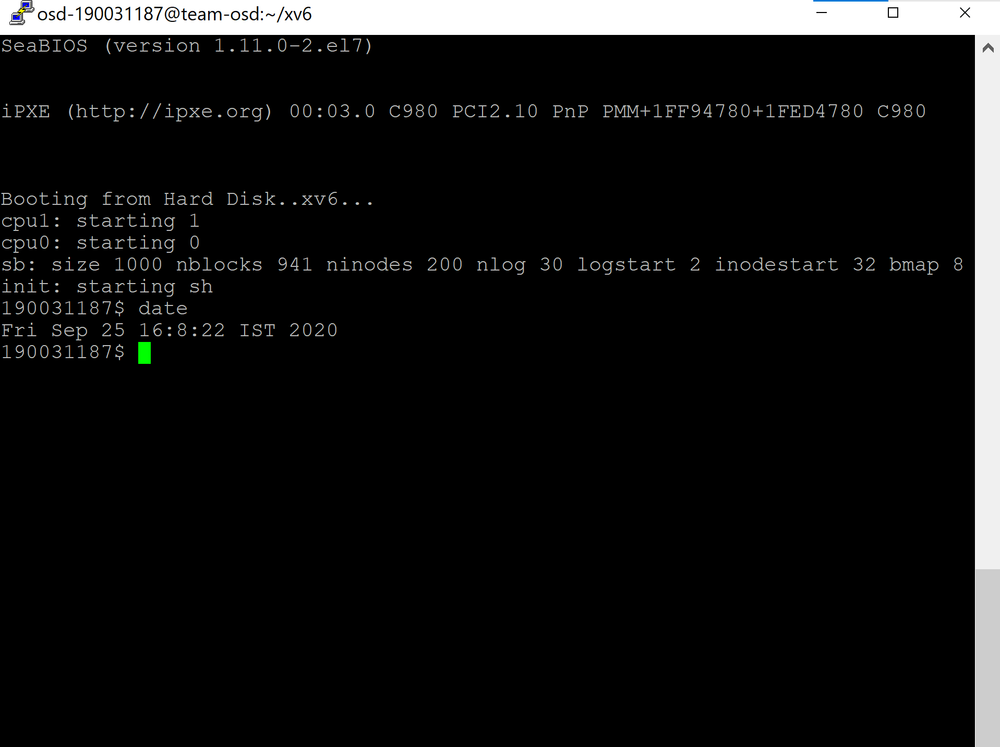 osd-190031187@team-osd:~/xv6
SeaBIOS (version 1.11.0-2.el7)
iPXE (http://ipxe.org) 00:03.0 C980 PCI2.10 PnP PMM+1FF94780+1FED4780 C980
Booting from Hard Disk..xv6...
cpu1: starting 1
cpu0: starting 0
sb: size 1000 nblocks 941 ninodes 200 nlog 30 logstart 2 inodestart 32 bmap 8
init: starting sh
190031187$ date
Fri Sep 25 16:8:22 IST 2020
190031187$